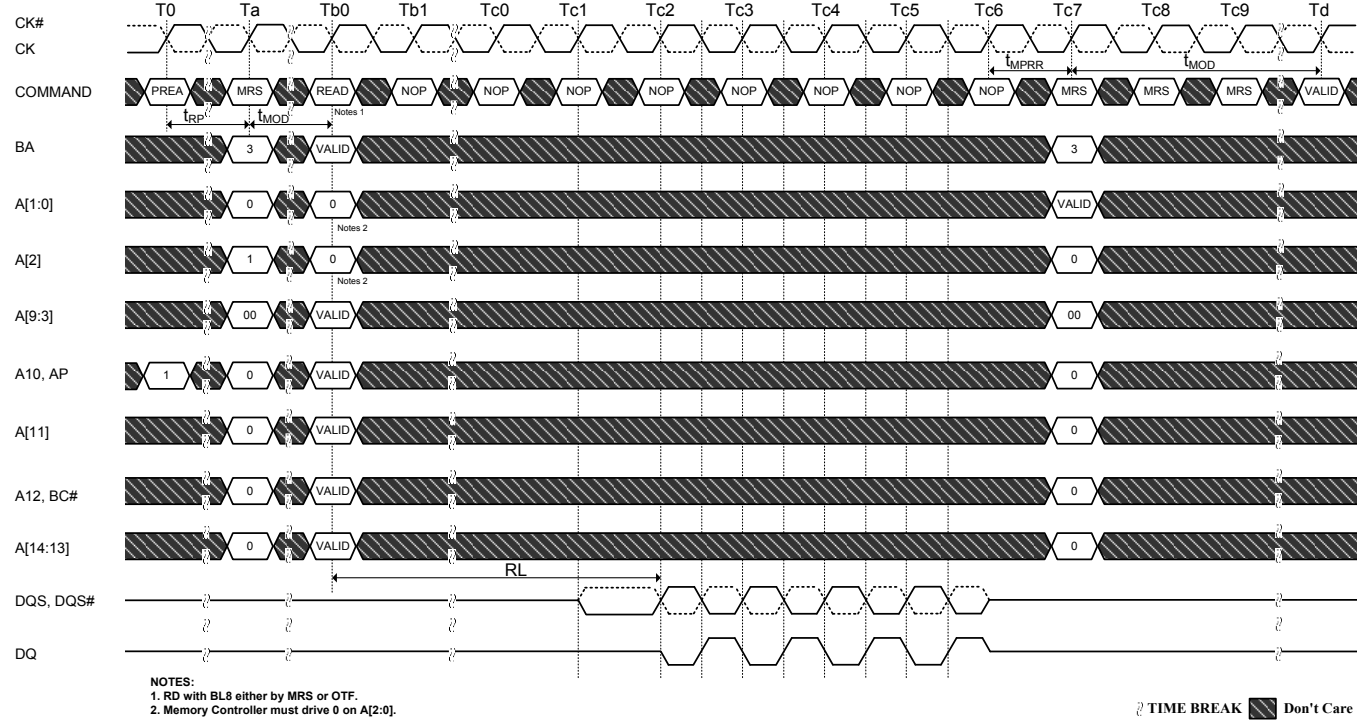 T0 Ta Tb0 Tb1 Tc0 Tc1 Tc2 Tc3 Tc4 Tc5 Tc6 Tc7 Tc8 Tc9 Td
CK#
CK
tMPRR tMOD
COMMAND PREA MRS READ NOP NOP NOP NOP NOP NOP NOP NOP MRS MRS MRS VALID
tRP tMOD Notes 1
BA 3 VALID 3
A[1:0] 0 0 VALID
Notes 2
A[2] 1 0 0
Notes 2
A[9:3] 00 VALID 00
A10, AP 1 0 VALID 0
A[11] 0 VALID 0
A12, BC# 0 VALID 0
A[14:13] 0 VALID 0
RL
DQS, DQS#
DQ
NOTES:
1. RD with BL8 either by MRS or OTF.
2. Memory Controller must drive 0 on A[2:0].
TIME BREAK Don't Care